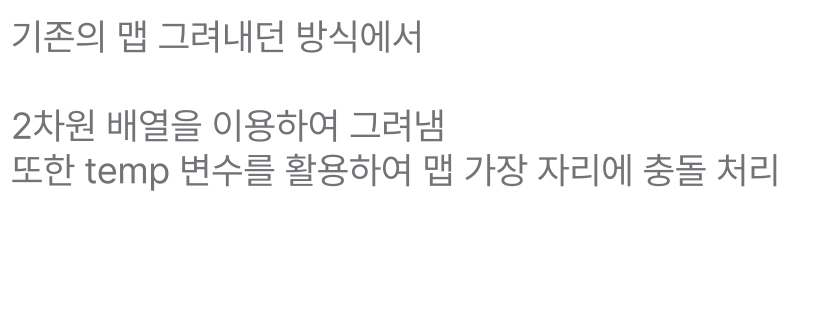 기존의 맵 그려내던 방식에서
2차원 배열을 이용하여 그려냄
또한 temp 변수를 활용하여 맵 가장 자리에 충돌 처리